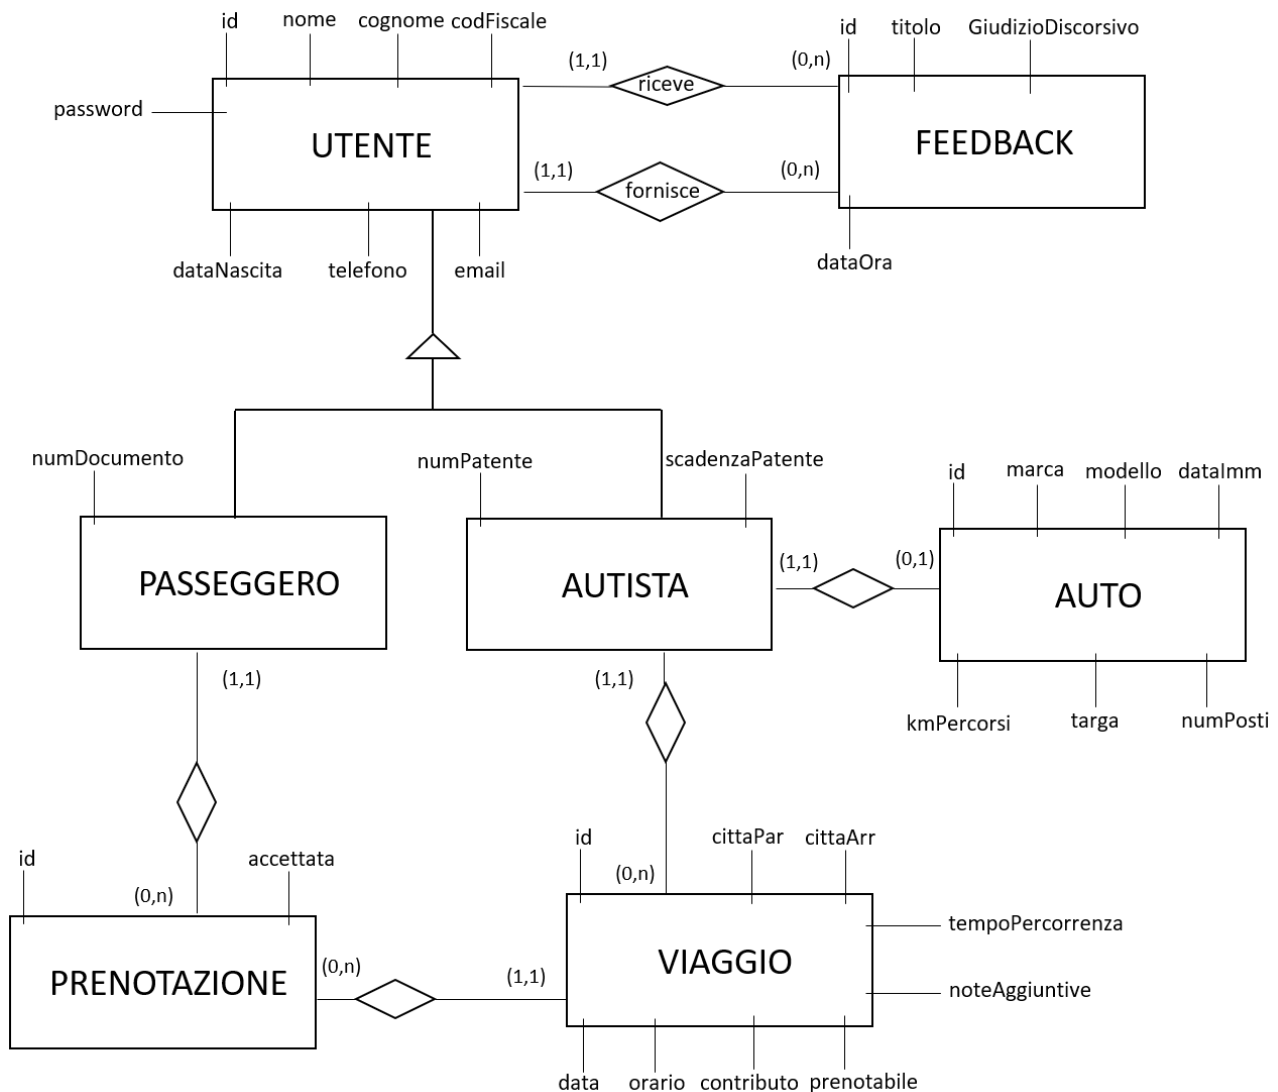 id
nome
cognome
codFiscale
password
UTENTE
dataNascita
telefono
email
(1,1)
riceve
(0,n)
(1,1)
fornisce
(0,n)
id
titolo
GiudizioDiscorsivo
FEEDBACK
dataOra
numDocumento
PASSEGGERO
numPatente
scadenzaPatente
AUTISTA
(1,1)
(0,1)
id
marca
modello
dataImm
AUTO
kmPercorsi
targa
numPosti
(1,1)
(0,n)
(1,1)
(0,n)
id
accettata
PRENOTAZIONE
(0,n)
(1,1)
id
cittaPar
cittaArr
tempoPercorrenza
VIAGGIO
noteAggiuntive
data
orario
contributo
prenotabile